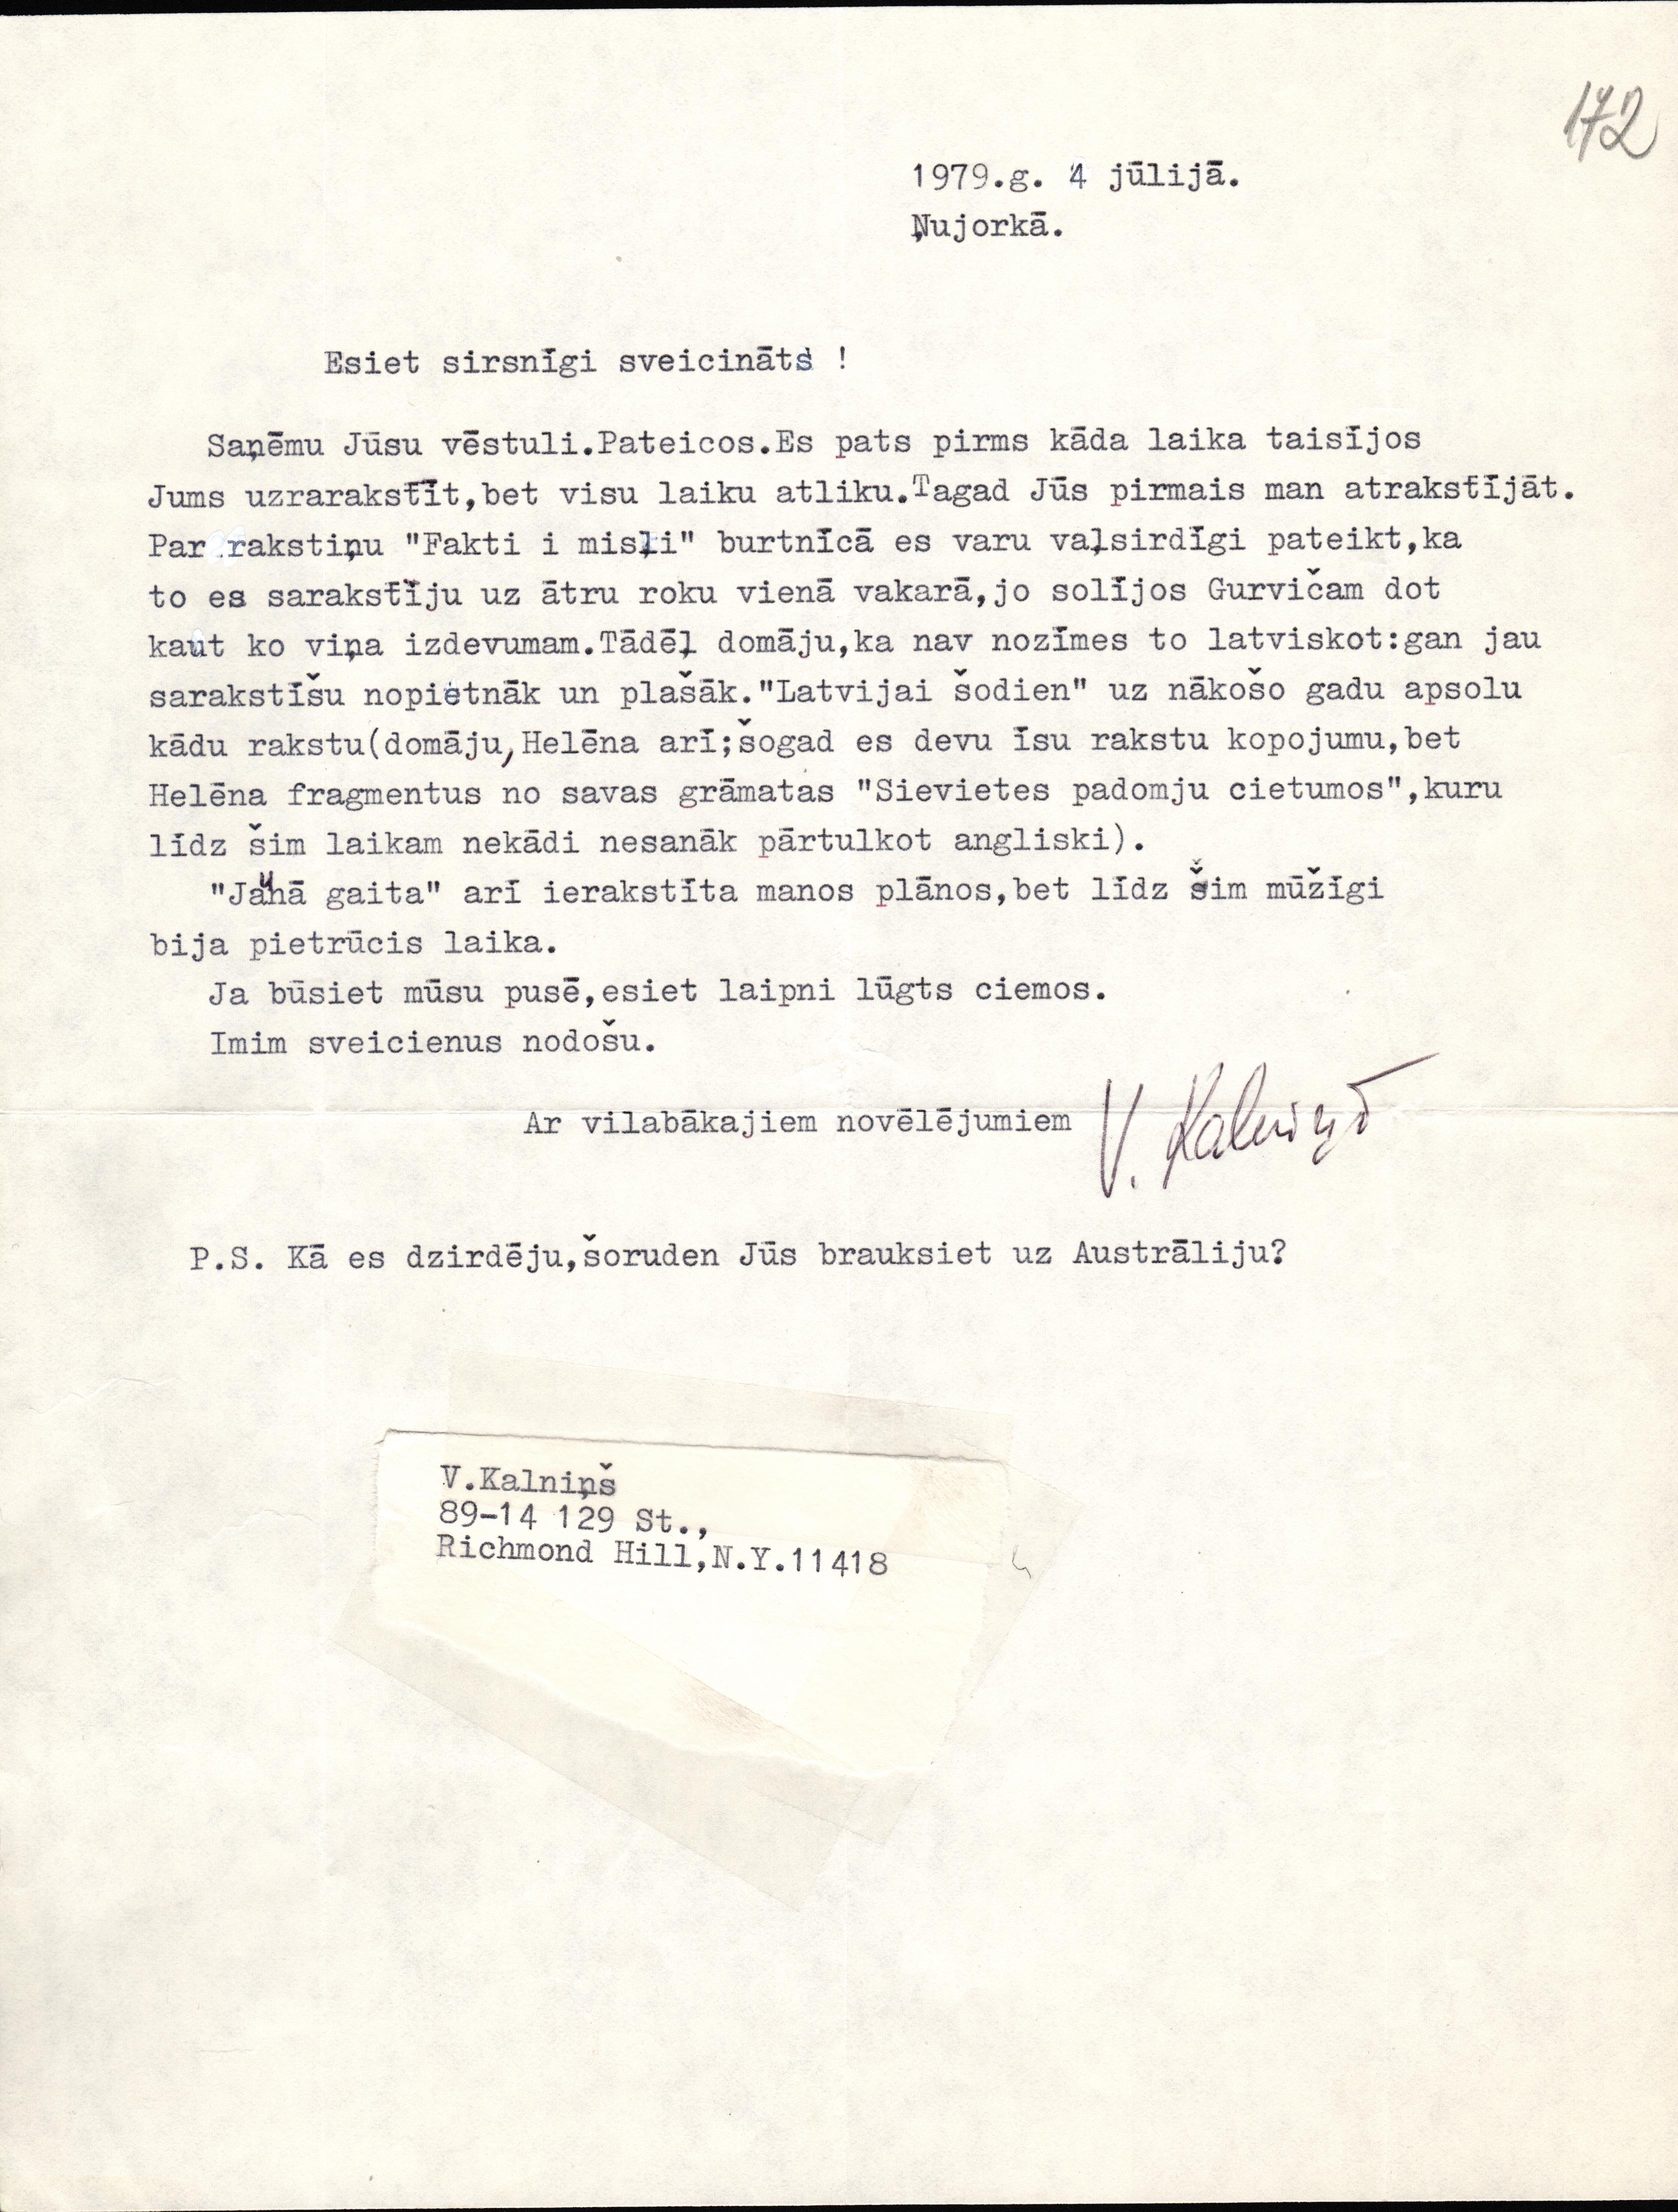 172
1979.g. 4 jūlijā.
Ņujorkā.
Esiet sirsnīgi sveicināts !
Saņēmu Jūsu vēstuli.Pateicos.Es pats pirms kāda laika taisījos
Jums uzrarakstīt,bet visu laiku atliku.Tagad Jūs pirmais man atrakstījāt.
Par rakstiņu "Fakti i misļi" burtnīcā es varu vaļsirdīgi pateikt,ka
to es sarakstīju uz ātru roku vienā vakarā,jo solījos Gurvičam dot
kaut ko viņa izdevumam.Tādēļ domāju,ka nav nozīmes to latviskot:gan jau
sarakstīšu nopietnāk un plašāk."Latvijai šodien" uz nākošo gadu apsolu
kādu rakstu(domāju,Helēna arī;šogad es devu īsu rakstu kopojumu,bet
Helēna fragmentus no savas grāmatas "Sievietes padomju cietumos",kuru
līdz šim laikam nekādi nesanāk pārtulkot angliski).
"Jaunā gaita" arī ierakstīta manos plānos,bet līdz šim mūžīgi
bija pietrūcis laika.
Ja būsiet mūsu pusē,esiet laipni lūgts ciemos.
Imim sveicienus nodošu.
Ar vilabākajiem novēlējumiem V. Kalniņš
P.S. Kā es dzirdēju,šoruden Jūs brauksiet uz Austrāliju?
V.Kalniņš
89-14 129 St.,
Richmond Hill,N.Y.11418